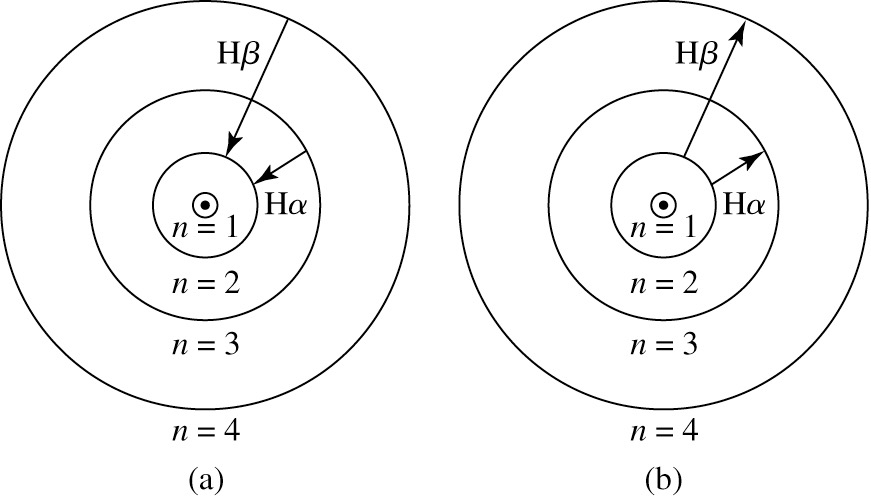 Hβ
Hα
n = 1
n = 2
n = 3
n = 4
(a)
Hβ
Hα
n = 1
n = 2
n = 3
n = 4
(b)